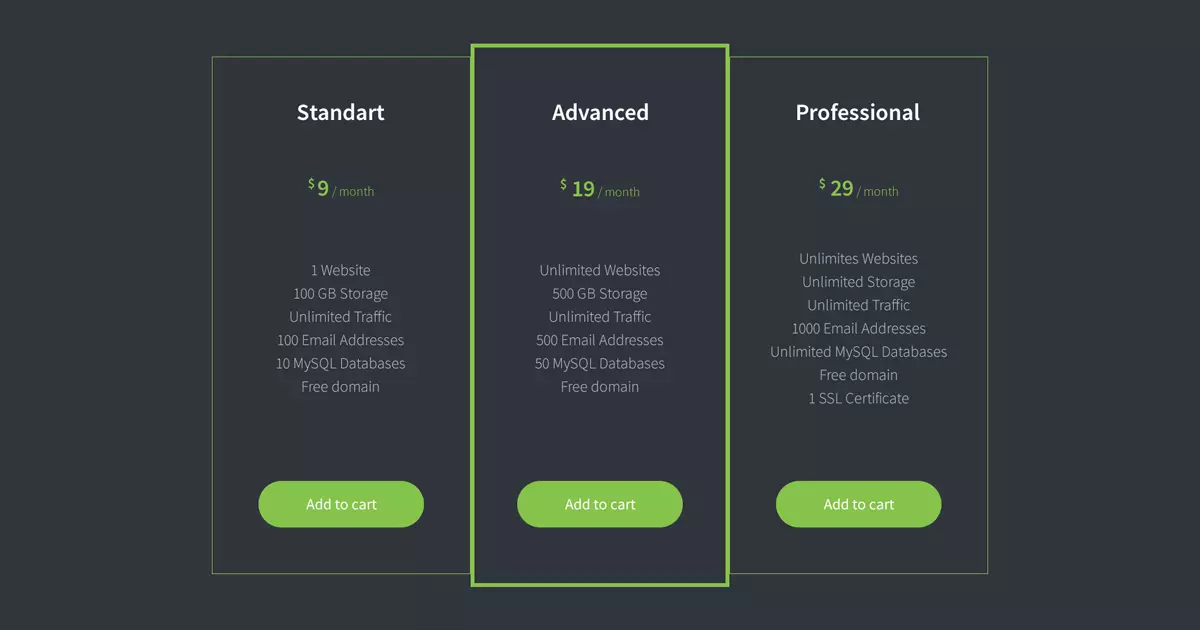 Standart
$ 9 / month
1 Website
100 GB Storage
Unlimited Traffic
100 Email Addresses
10 MySQL Databases
Free domain
Add to cart
Advanced
$ 19 / month
Unlimited Websites
500 GB Storage
Unlimited Traffic
500 Email Addresses
50 MySQL Databases
Free domain
Add to cart
Professional
$ 29 / month
Unlimites Websites
Unlimited Storage
Unlimited Traffic
1000 Email Addresses
Unlimited MySQL Databases
Free domain
1 SSL Certificate
Add to cart